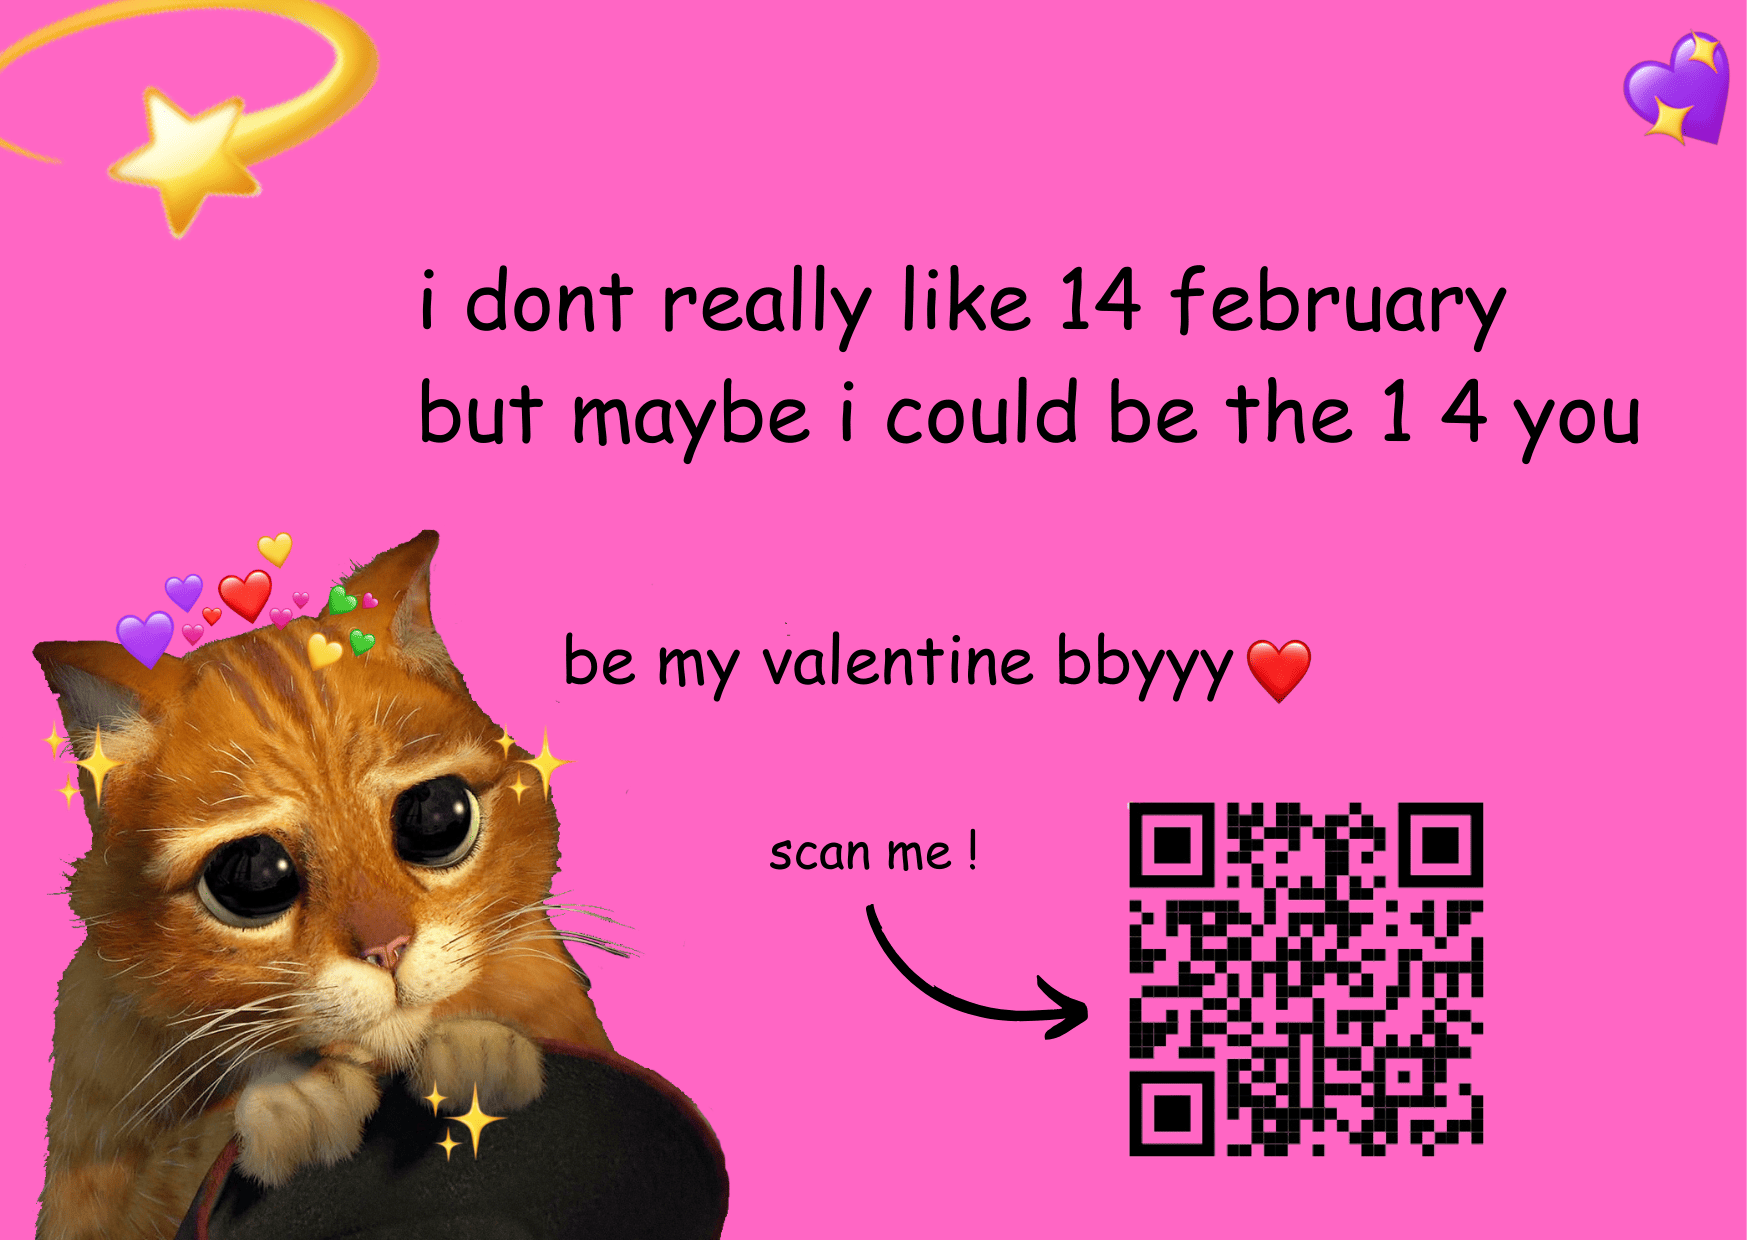 i dont really like 14 february
but maybe i could be the 1 4 you
be my valentine bbyyy
scan me !